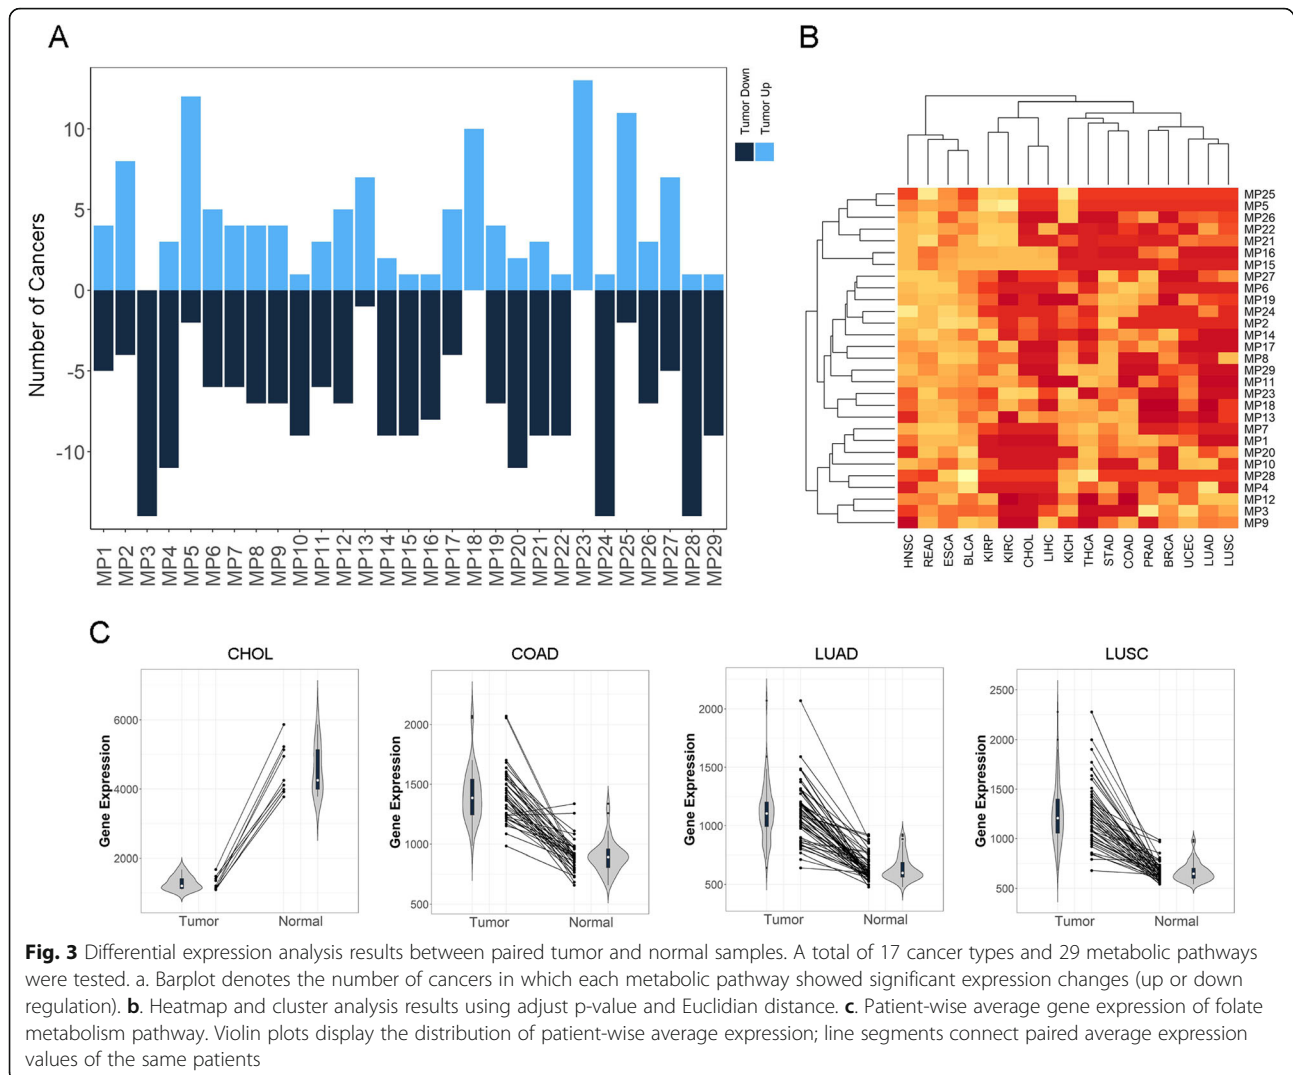 A
Number of Cancers
10
5
0
-5
-10
MP1
MP2
MP3
MP4
MP5
MP6
MP7
MP8
MP9
MP10
MP11
MP12
MP13
MP14
MP15
MP16
MP17
MP18
MP19
MP20
MP21
MP22
MP23
MP24
MP25
MP26
MP27
MP28
MP29
Tumor Down
Tumor Up
B
MP25
MP5
MP26
MP22
MP21
MP16
MP15
MP27
MP6
MP19
MP24
MP2
MP14
MP17
MP8
MP29
MP11
MP23
MP18
MP13
MP7
MP1
MP20
MP10
MP28
MP4
MP12
MP3
MP9
HNSC
READ
ESCA
BLCA
KIRP
KIRC
CHOL
LIHC
KICH
THCA
STAD
COAD
PRAD
BRCA
UCEC
LUAD
LUSC
C
CHOL
Gene Expression
6000
4000
2000
Tumor Normal
COAD
Gene Expression
2000
1500
1000
500
Tumor Normal
LUAD
Gene Expression
2000
1500
1000
500
Tumor Normal
LUSC
Gene Expression
2500
2000
1500
1000
500
Tumor Normal
Fig. 3 Differential expression analysis results between paired tumor and normal samples. A total of 17 cancer types and 29 metabolic pathways
were tested. a. Barplot denotes the number of cancers in which each metabolic pathway showed significant expression changes (up or down
regulation). b. Heatmap and cluster analysis results using adjust p-value and Euclidian distance. c. Patient-wise average gene expression of folate
metabolism pathway. Violin plots display the distribution of patient-wise average expression; line segments connect paired average expression
values of the same patients